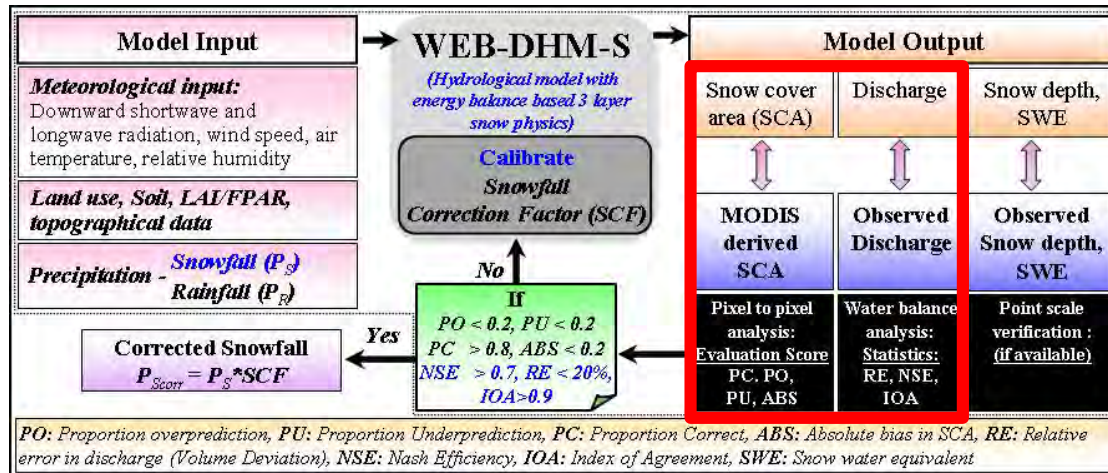 Model Input
Meteorological input:
Downward shortwave and
longwave radiation, wind speed, air
temperature, relative humidity
Land use, Soil, LAI/FPAR,
topographical data
Precipitation - Snowfall (PS)
Rainfall (PR)
WEB-DHM-S
(Hydrological model with
energy balance based 3 layer
snow physics)
Calibrate
Snowfall
Correction Factor (SCF)
Model Output
Snow cover
area (SCA)
Discharge
Snow depth,
SWE
MODIS
derived
SCA
Observed
Discharge
Observed
Snow depth,
SWE
Pixel to pixel
analysis:
Evaluation Score
PC, PO,
PU, ABS
Water balance
analysis:
Statistics:
RE, NSE,
IOA
Point scale
verification :
(if available)
No
If
PO < 0.2, PU < 0.2
PC > 0.8, ABS < 0.2
NSE > 0.7, RE < 20%,
IOA>0.9
Yes
Corrected Snowfall
PScorr = PS*SCF
PO: Proportion overprediction, PU: Proportion Underprediction, PC: Proportion Correct, ABS: Absolute bias in SCA, RE: Relative
error in discharge (Volume Deviation), NSE: Nash Efficiency, IOA: Index of Agreement, SWE: Snow water equivalent